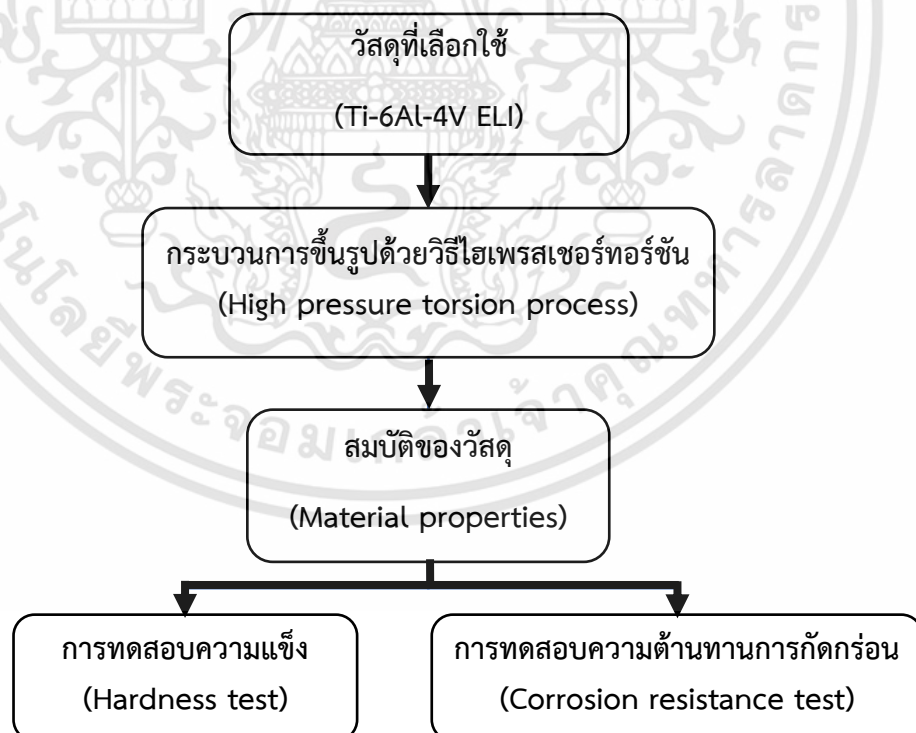 วัสดุที่เลือกใช้
(Ti-6Al-4V ELI)
กระบวนการขึ้นรูปด้วยวิธีไฮเพรสเชอร์ทอร์ชัน
(High pressure torsion process)
สมบัติของวัสดุ
(Material properties)
การทดสอบความแข็ง
(Hardness test)
การทดสอบความต้านทานการกัดกร่อน
(Corrosion resistance test)